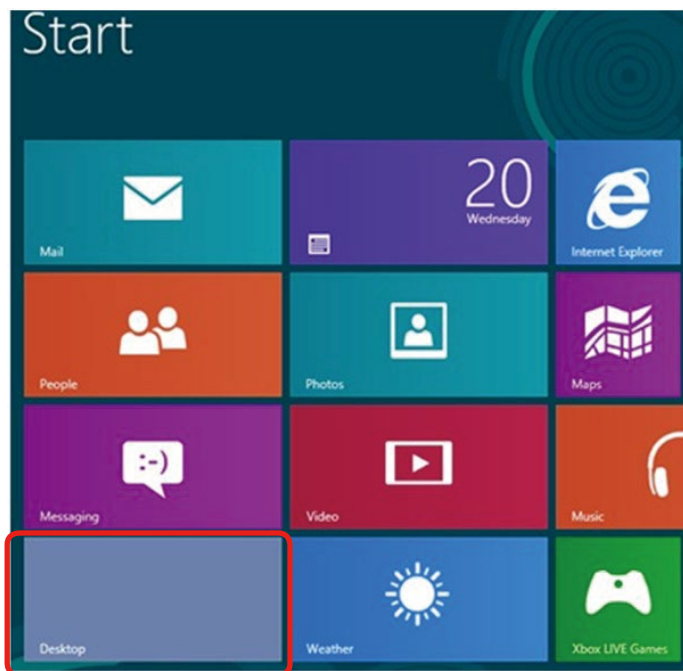 Start
Mail
20
Wednesday
Internet Explorer
People
Photos
Maps
:-)
Messaging
Video
Music
Desktop
Weather
Xbox LIVE Games